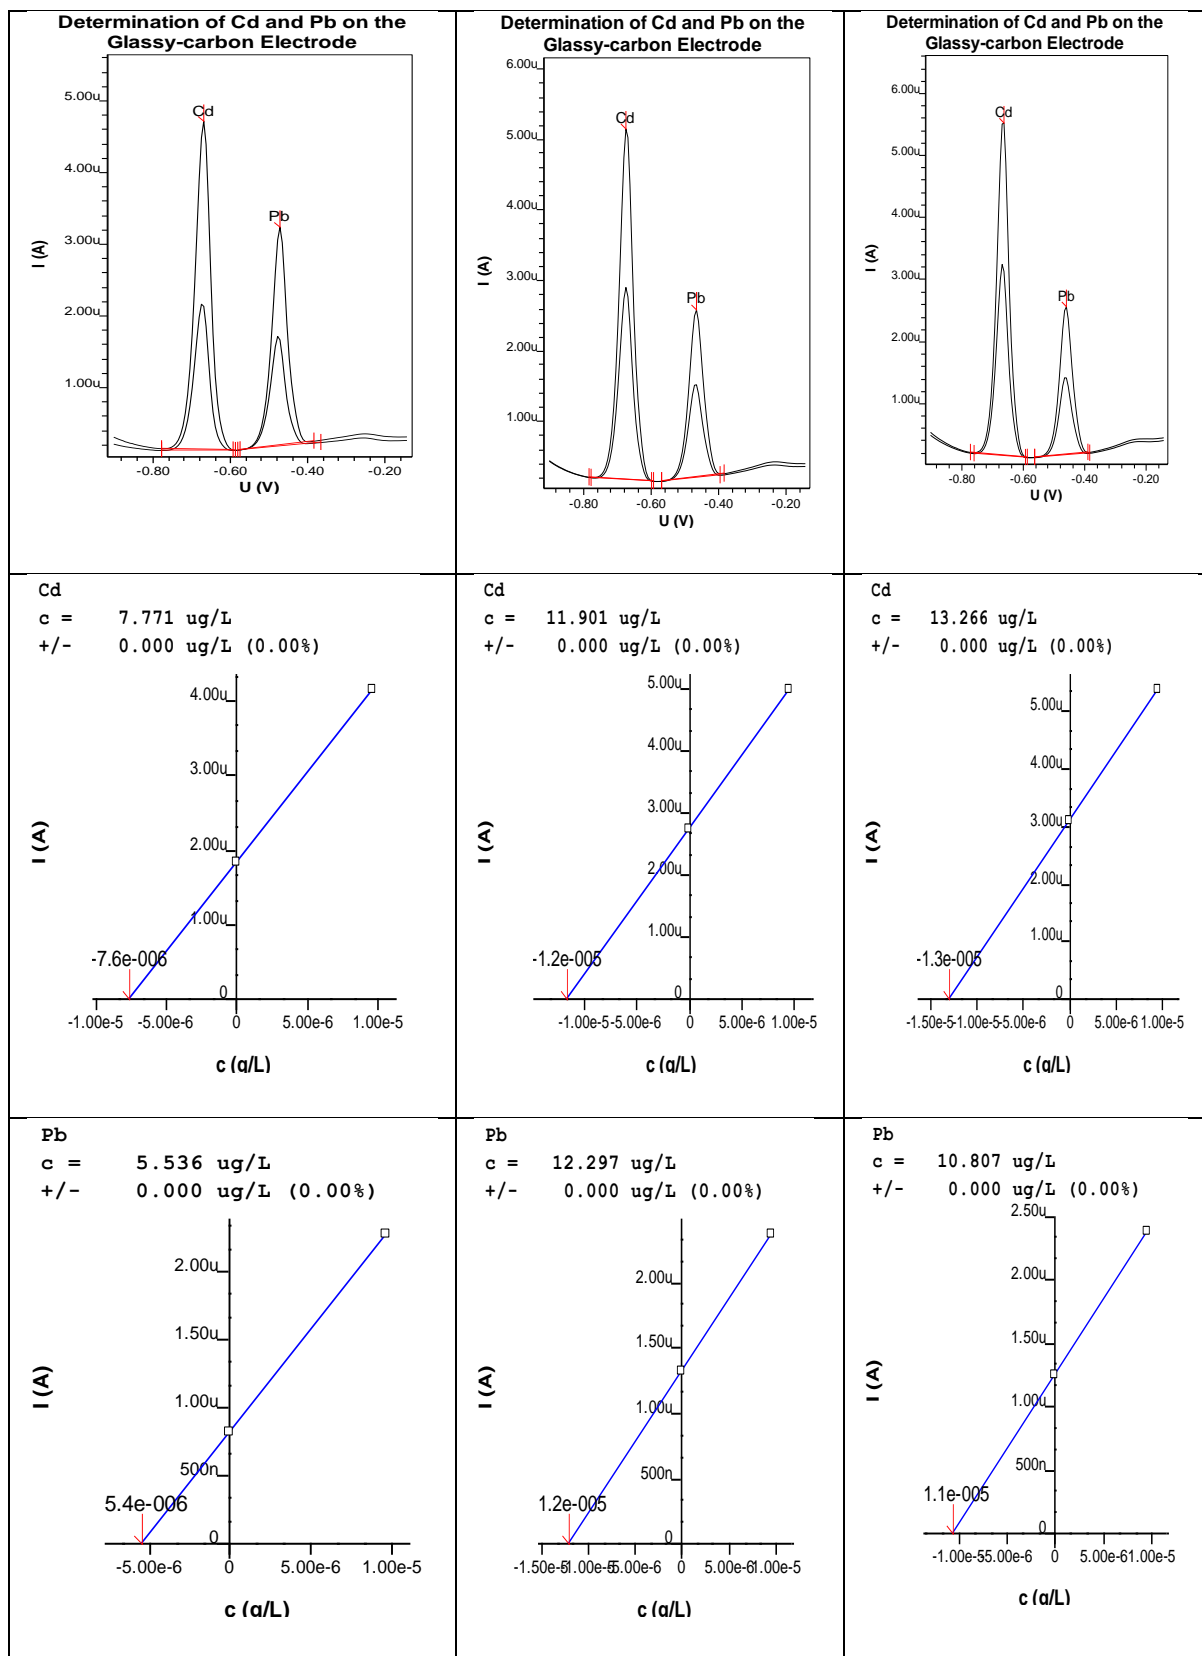 Determination of Cd and Pb on the
Glassy-carbon Electrode
5.00u
4.00u
3.00u
2.00u
1.00u
I (A)
Cd
Pb
-0.80
-0.60
-0.40
-0.20
U (V)
Determination of Cd and Pb on the
Glassy-carbon Electrode
6.00u
5.00u
4.00u
3.00u
2.00u
1.00u
I (A)
Cd
Pb
-0.80
-0.60
-0.40
-0.20
U (V)
Determination of Cd and Pb on the
Glassy-carbon Electrode
6.00u
5.00u
4.00u
3.00u
2.00u
1.00u
I (A)
Cd
Pb
-0.80
-0.60
-0.40
-0.20
U (V)
Cd
c = 7.771 ug/L
+/- 0.000 ug/L (0.00%)
4.00u
3.00u
2.00u
1.00u
0
I (A)
-7.6e-006
-1.00e-5 -5.00e-6 0 5.00e-6 1.00e-5
c (g/L)
Cd
c = 11.901 ug/L
+/- 0.000 ug/L (0.00%)
5.00u
4.00u
3.00u
2.00u
1.00u
0
I (A)
-1.2e-005
-1.00e-5 -5.00e-6 0 5.00e-6 1.00e-5
c (g/L)
Cd
c = 13.266 ug/L
+/- 0.000 ug/L (0.00%)
5.00u
4.00u
3.00u
2.00u
1.00u
0
I (A)
-1.3e-005
-1.50e-5 -1.00e-5 -5.00e-6 0 5.00e-6 1.00e-5
c (g/L)
Pb
c = 5.536 ug/L
+/- 0.000 ug/L (0.00%)
2.00u
1.50u
1.00u
500n
0
I (A)
5.4e-006
-5.00e-6 0 5.00e-6 1.00e-5
c (g/L)
Pb
c = 12.297 ug/L
+/- 0.000 ug/L (0.00%)
2.00u
1.50u
1.00u
500n
0
I (A)
1.2e-005
-1.50e-5 -1.00e-5 -5.00e-6 0 5.00e-6 1.00e-5
c (g/L)
Pb
c = 10.807 ug/L
+/- 0.000 ug/L (0.00%)
2.50u
2.00u
1.50u
1.00u
500n
0
I (A)
1.1e-005
-1.00e-5 -5.00e-6 0 5.00e-6 1.00e-5
c (g/L)